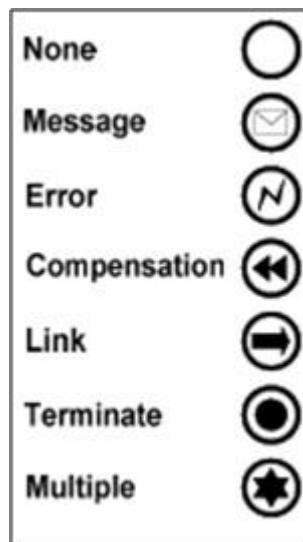 None
Message
Error
Compensation
Link
Terminate
Multiple